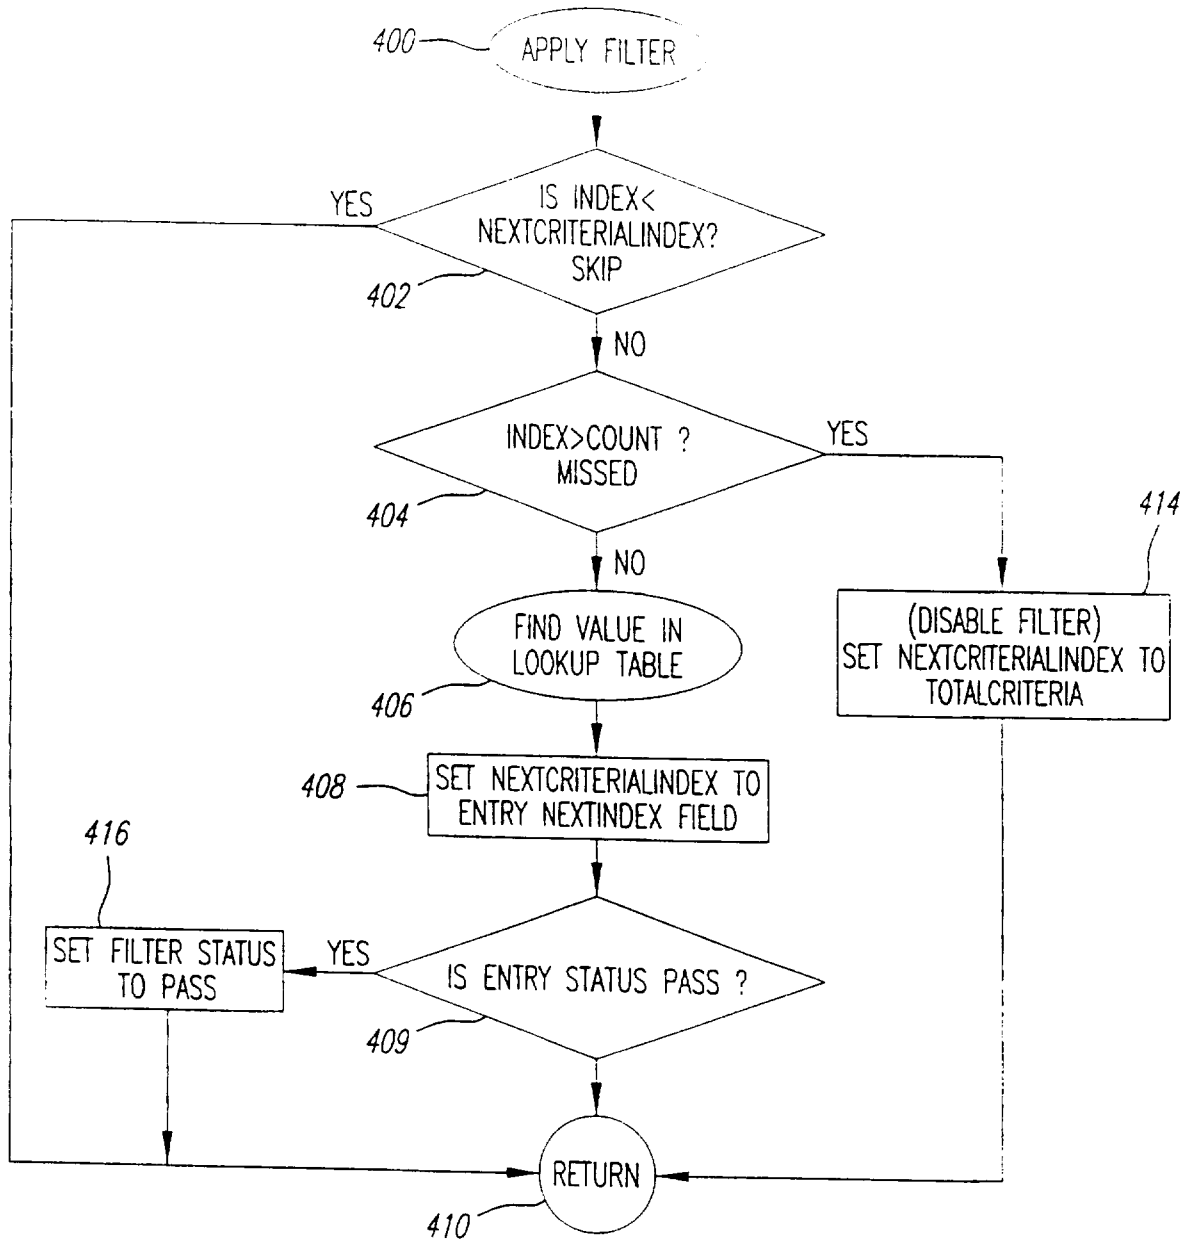 400
APPLY FILTER
YES
IS INDEX<
NEXTCRITERIALINDEX?
SKIP
402
NO
INDEX>COUNT ?
MISSED
YES
404
414
NO
FIND VALUE IN
LOOKUP TABLE
406
(DISABLE FILTER)
SET NEXTCRITERIALINDEX TO
TOTALCRITERIA
408
SET NEXTCRITERIALINDEX TO
ENTRY NEXTINDEX FIELD
416
SET FILTER STATUS
TO PASS
YES
IS ENTRY STATUS PASS ?
409
RETURN
410